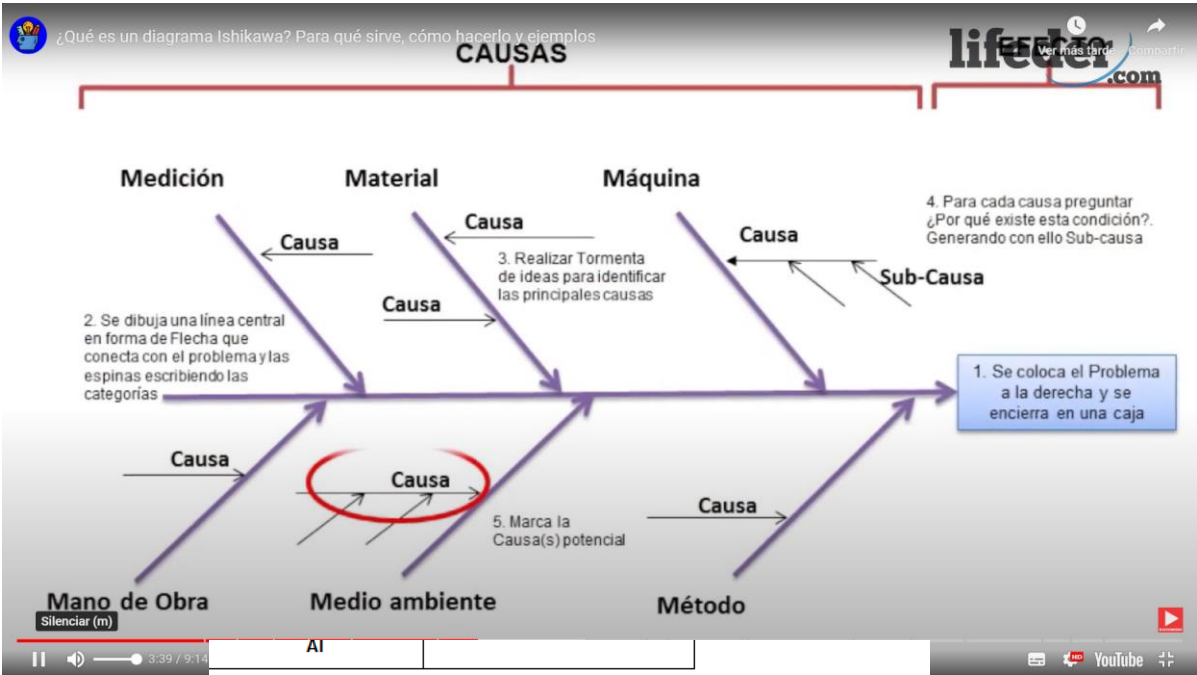 ¿Qué es un diagrama Ishikawa? Para qué sirve, cómo hacerlo y ejemplos
CAUSAS
lifeder
.com
EFECTO
Ver más tarde
Compartir
Medición
Material
Máquina
Causa
Causa
Causa
4. Para cada causa preguntar
¿Por qué existe esta condición?.
Generando con ello Sub-causa
3. Realizar Tormenta
de ideas para identificar
las principales causas
Sub-Causa
Causa
2. Se dibuja una línea central
en forma de Flecha que
conecta con el problema y las
espinas escribiendo las
categorías
1. Se coloca el Problema
a la derecha y se
encierra en una caja
Causa
Causa
Causa
5. Marca la
Causa(s) potencial
Mano de Obra
Medio ambiente
Método
Silenciar (m)
AI
3:39 / 9:14
HD
YouTube